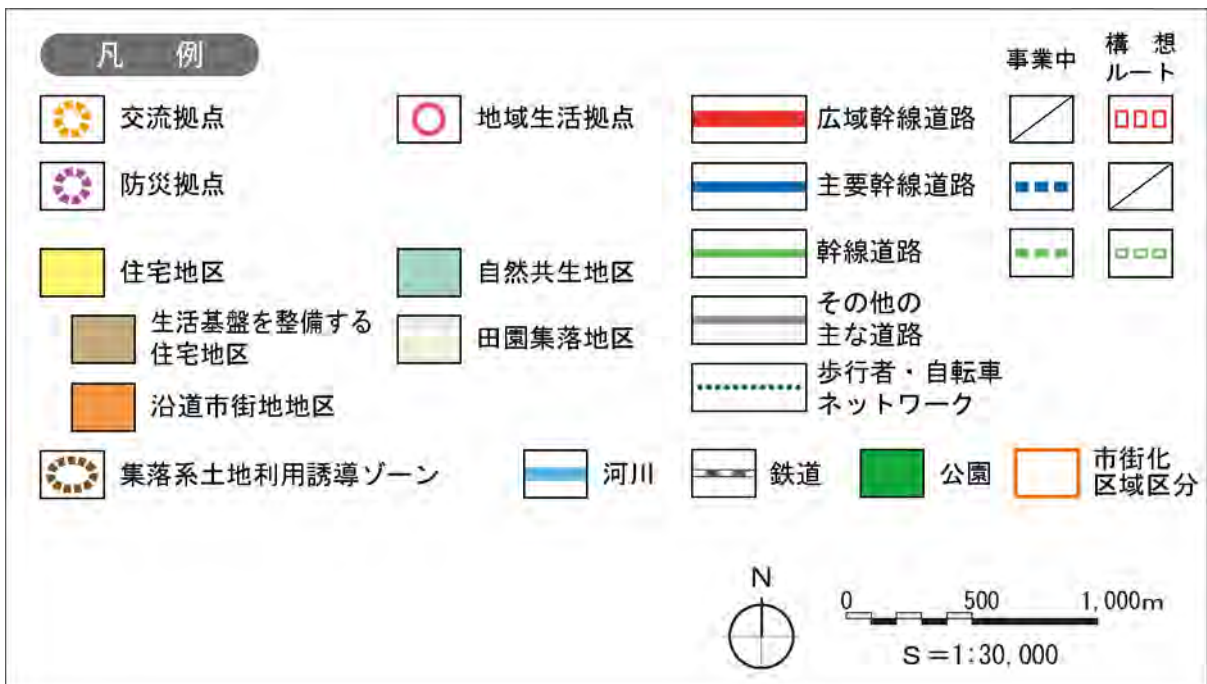 凡 例
事業中
構 想
ルート
交流拠点
地域生活拠点
広域幹線道路
防災拠点
主要幹線道路
住宅地区
自然共生地区
幹線道路
生活基盤を整備する
住宅地区
田園集落地区
その他の
主な道路
沿道市街地地区
歩行者・自転車
ネットワーク
集落系土地利用誘導ゾーン
河川
鉄道
公園
市街化
区域区分
N
0 500 1,000m
S=1:30,000